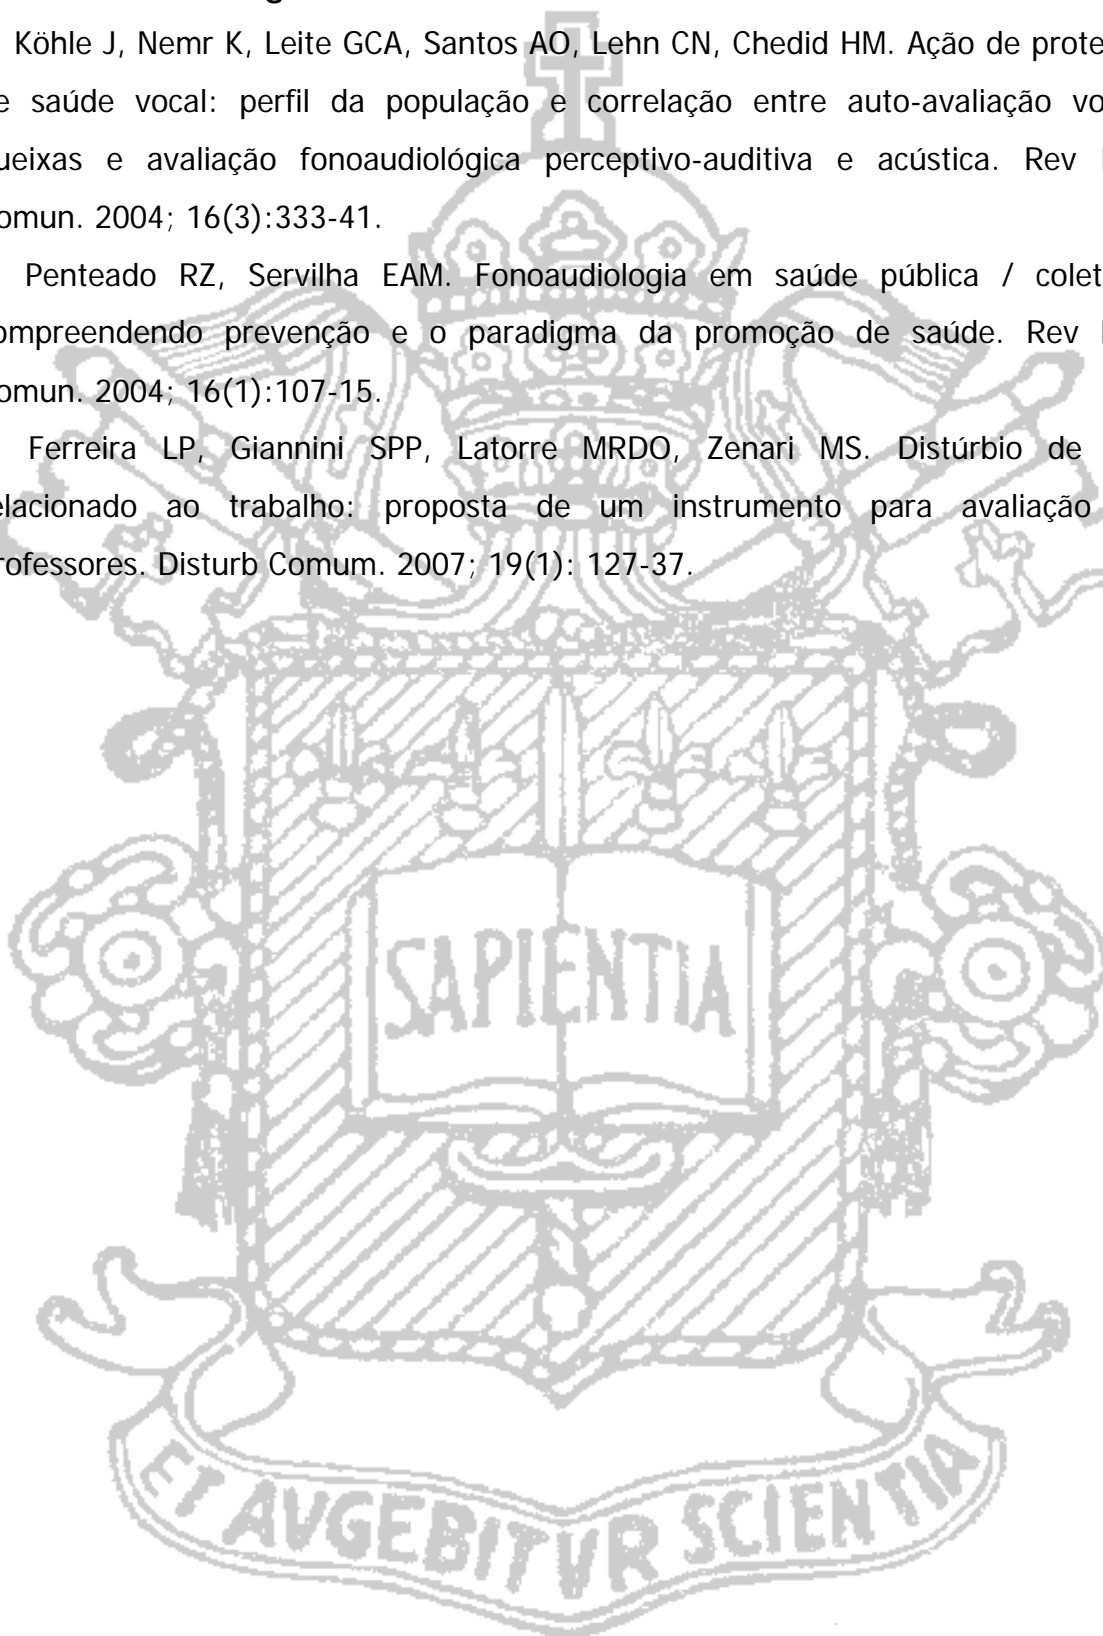 g
Köhle J, Nemr K, Leite GCA, Santos AO, Lehn CN, Chedid HM. Ação de prote
e saúde vocal: perfil da população e correlação entre auto-avaliação vo
ueixas e avaliação fonoaudiológica perceptivo-auditiva e acústica. Rev
omun. 2004; 16(3):333-41.
Penteado RZ, Servilha EAM. Fonoaudiologia em saúde pública / colet
ompreendendo prevenção e o paradigma da promoção de saúde. Rev
omun. 2004; 16(1):107-15.
Ferreira LP, Giannini SPP, Latorre MRDO, Zenari MS. Distúrbio de
elacionado ao trabalho: proposta de um instrumento para avaliação
rofessores. Disturb Comum. 2007; 19(1): 127-37.
SAPIENTIA
ET AVGEBITVR SCIENTIA